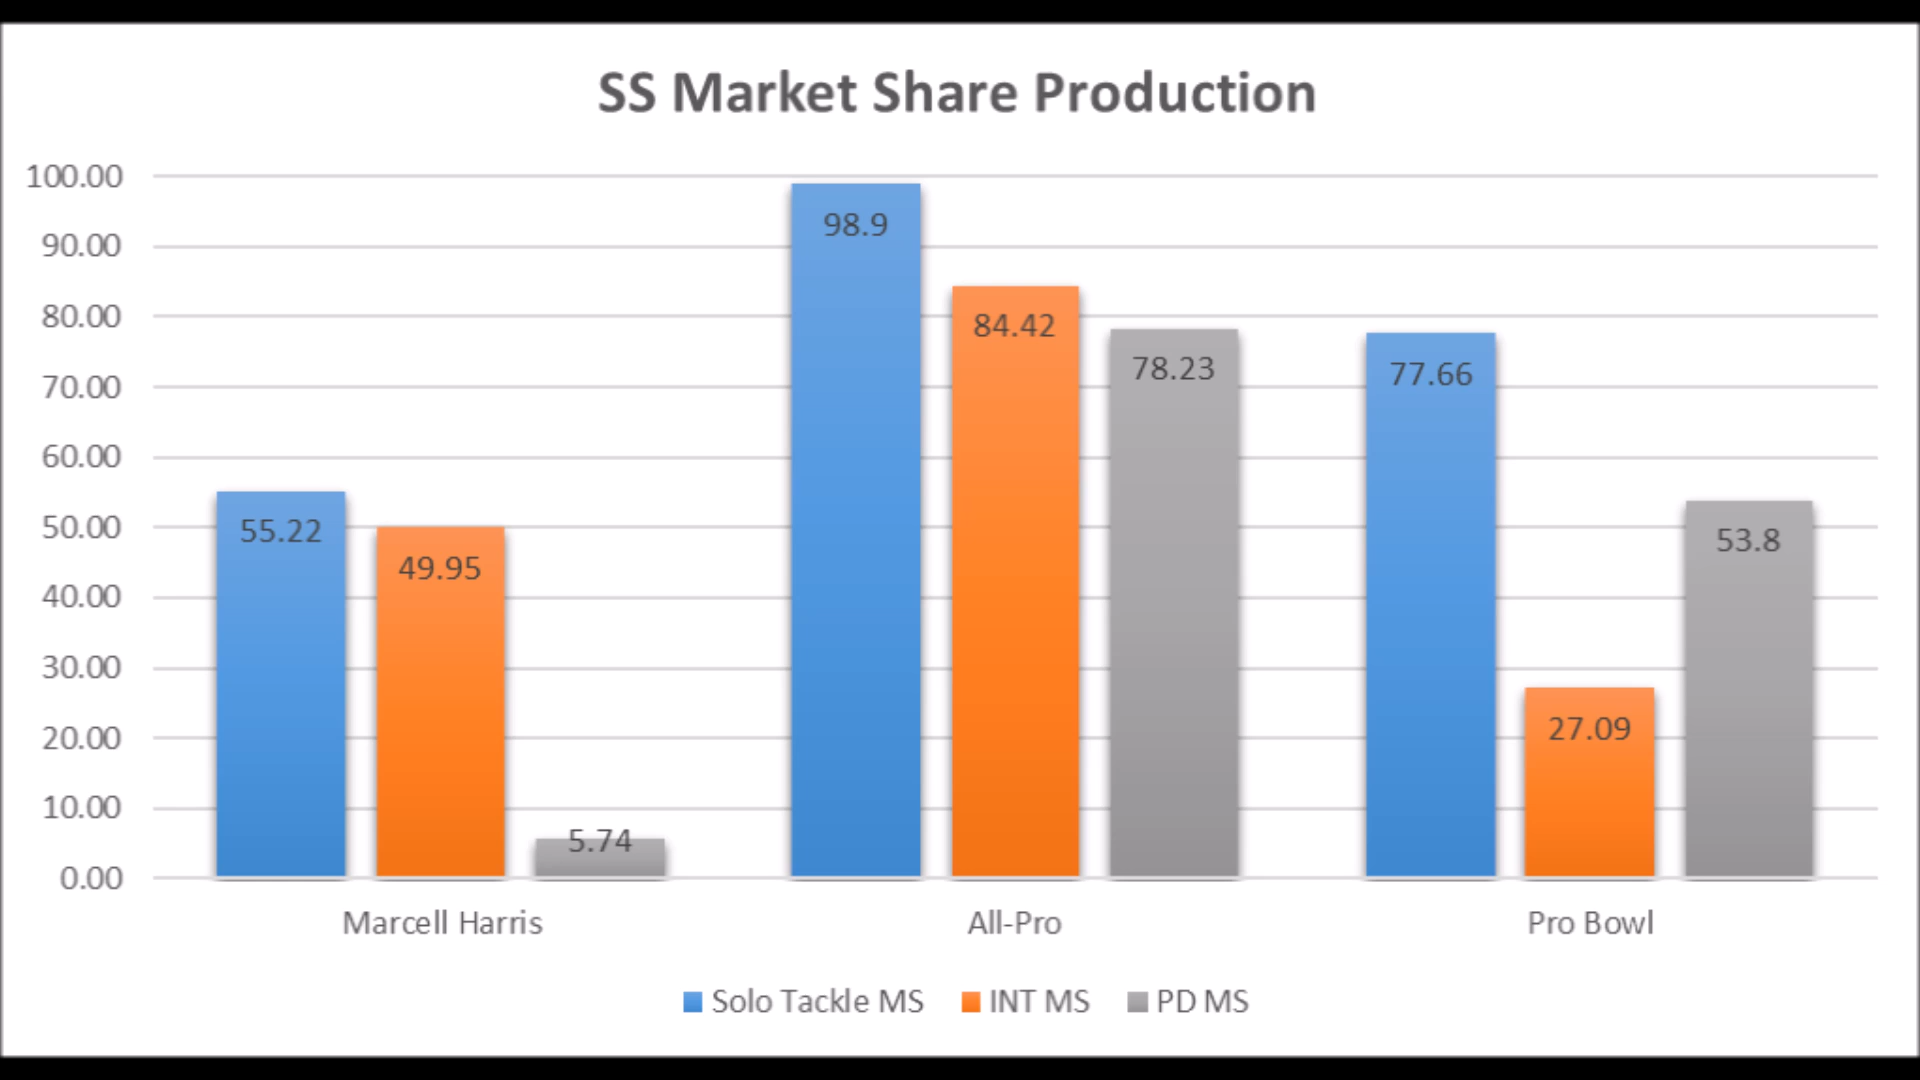 SS Market Share Production
100.00
90.00
80.00
70.00
60.00
50.00
40.00
30.00
20.00
10.00
0.00
55.22
49.95
5.74
98.9
84.42
78.23
77.66
27.09
53.8
Marcell Harris
All-Pro
Pro Bowl
Solo Tackle MS
INT MS
PD MS